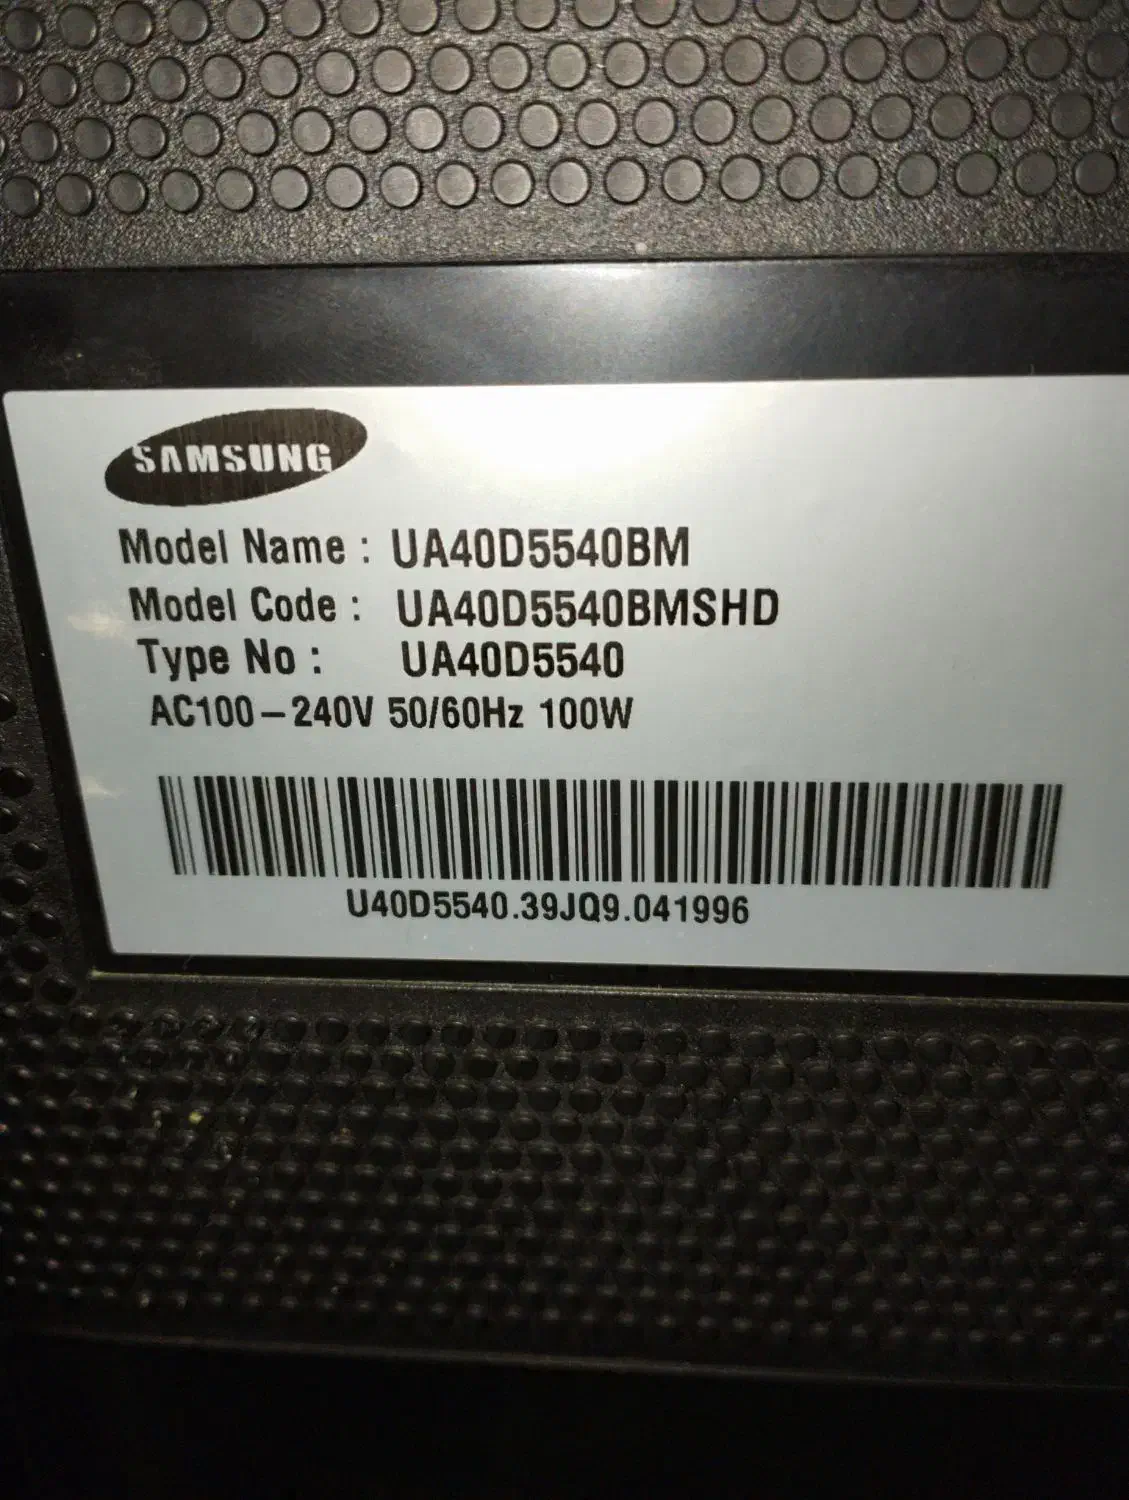 SAMSUNG
Model Name : UA40D5540BM
Model Code : UA40D5540BMSHD
Type No : UA40D5540
AC100-240V 50/60Hz 100W
U40D5540.39JQ9.041996